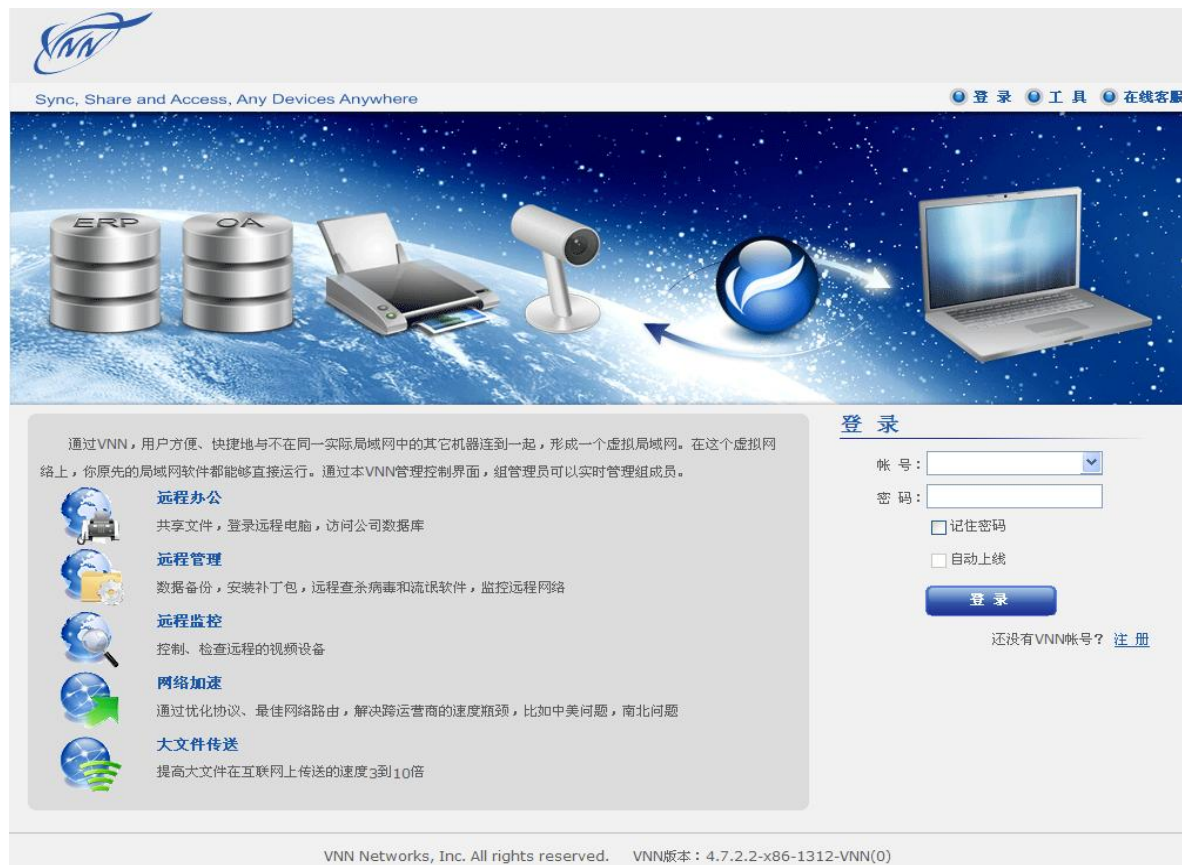 VNN
Sync, Share and Access, Any Devices Anywhere
登 录 工 具 在线客服
ERP OA
通过VNN，用户方便、快捷地与不在同一实际局域网中的其它机器连到一起，形成一个虚拟局域网。在这个虚拟网
络上，你原先的局域网软件都能够直接运行。通过本VNN管理控制界面，组管理员可以实时管理组成员。
远程办公
共享文件，登录远程电脑，访问公司数据库
远程管理
数据备份，安装补丁包，远程查杀病毒和流氓软件，监控远程网络
远程监控
控制、检查远程的视频设备
网络加速
通过优化协议、最佳网络路由，解决跨运营商的速度瓶颈，比如中美问题，南北问题
大文件传送
提高大文件在互联网上传送的速度3到10倍
登 录
帐 号：
密 码：
记住密码
自动上线
登 录
还没有VNN帐号？ 注 册
VNN Networks, Inc. All rights reserved. VNN版本：4.7.2.2-x86-1312-VNN(0)